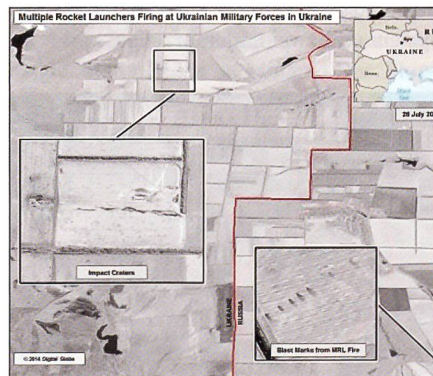 Multiple Rocket Launchers Firing at Ukrainian Military Forces in Ukraine
Kyiv
UKRAINE
26 July 20
Impact Craters
UKRAINE
RUSSIA
Blast Marks from MRL Fire
© 2014 Digital Globe